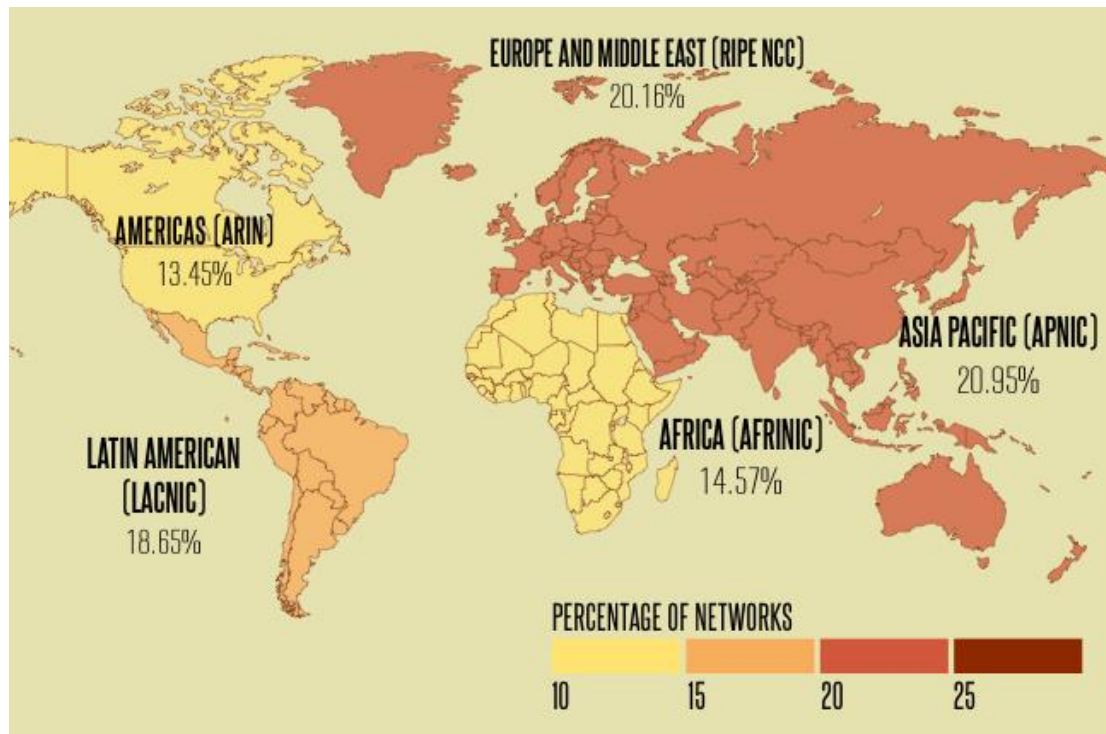 EUROPE AND MIDDLE EAST (RIPE NCC)
20.16%
AMERICAS (ARIN)
13.45%
ASIA PACIFIC (APNIC)
20.95%
AFRICA (AFRINIC)
14.57%
LATIN AMERICAN
(LACNIC)
18.65%
PERCENTAGE OF NETWORKS
10 15 20 25